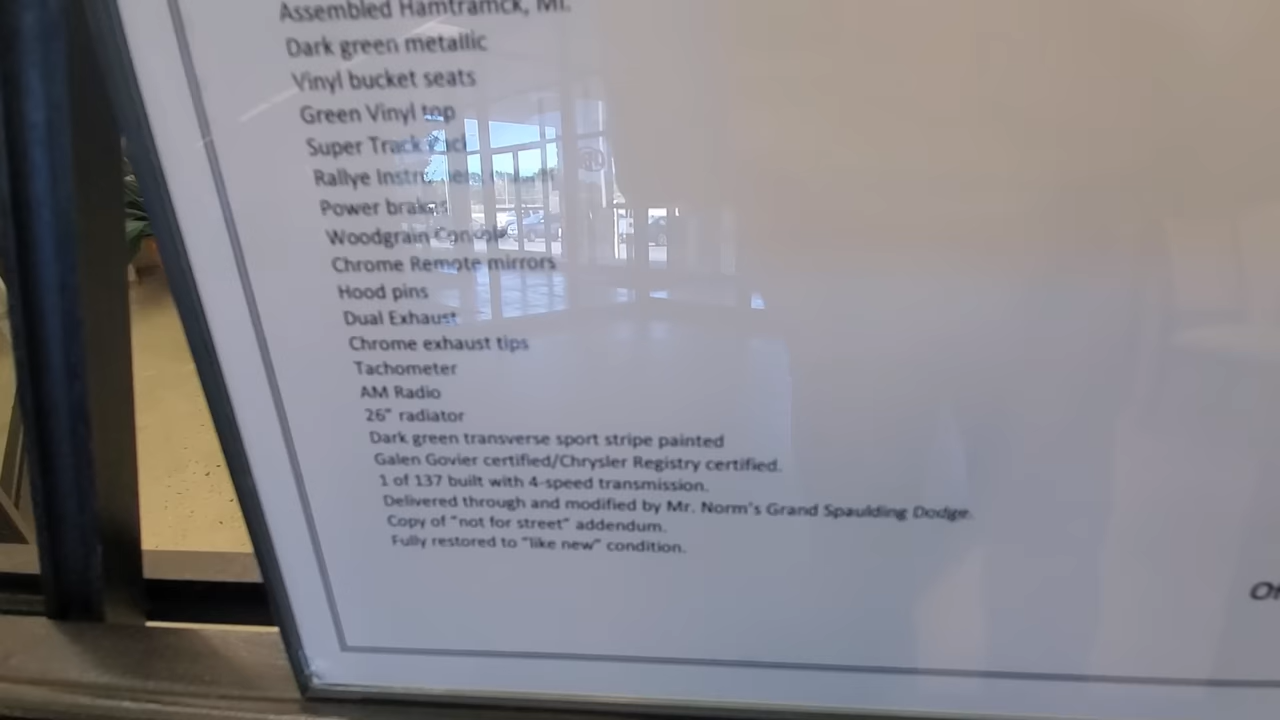 Assembled Hamtramck, MI.
Dark green metallic
Vinyl bucket seats
Green Vinyl top
Super Track Pack
Rallye
Power brakes
Woodgrain Console
Chrome Remote mirrors
Hood pins
Dual Exhaust
Chrome exhaust tips
Tachometer
AM Radio
26" radiator
Dark green transverse sport stripe painted
Galen Govier certified/Chrysler Registry certified.
1 of 137 built with 4-speed transmission.
Delivered through and modified by Mr. Norm's Grand Spaulding Dodge.
Copy of "not for street" addendum.
Fully restored to "like new" condition.